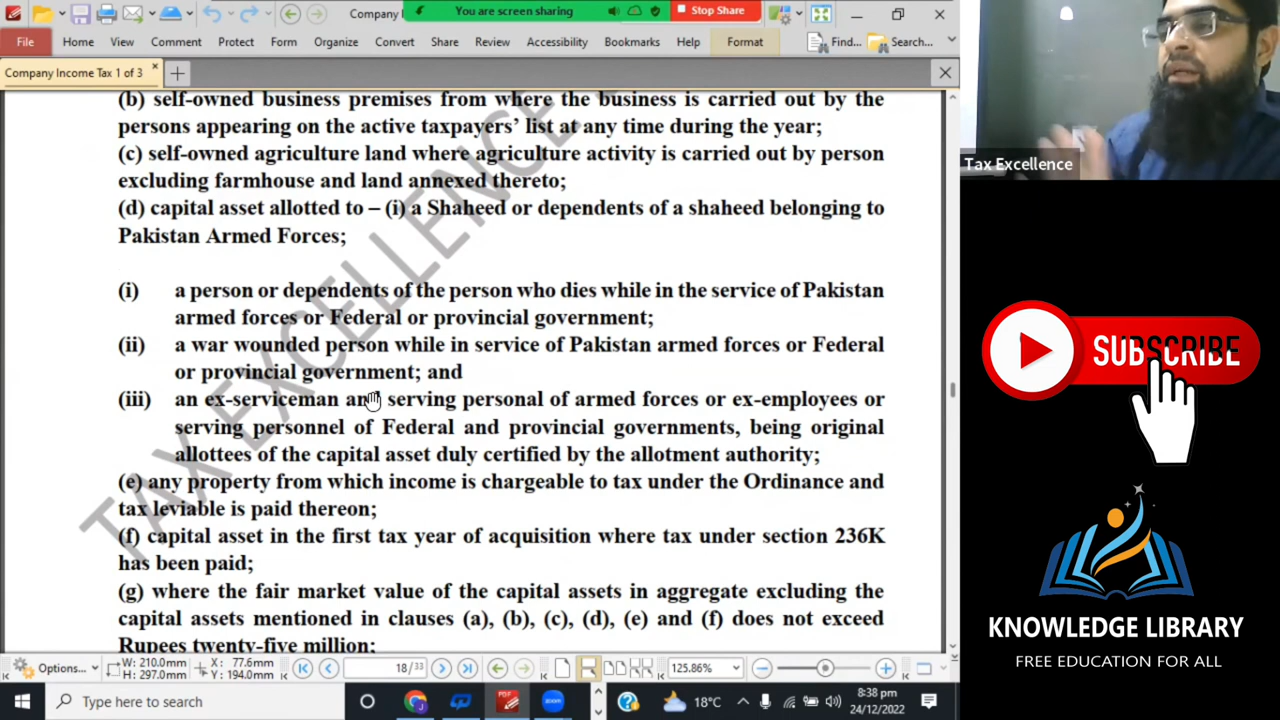 Company I
You are screen sharing
Stop Share
File
Home
View
Comment
Protect
Form
Organize
Convert
Share
Review
Accessibility
Bookmarks
Help
Format
Find...
Search...
Company Income Tax 1 of 3
(b) self-owned business premises from where the business is carried out by the
persons appearing on the active taxpayers' list at any time during the year;
(c) self-owned agriculture land where agriculture activity is carried out by person
excluding farmhouse and land annexed thereto;
(d) capital asset allotted to – (i) a Shaheed or dependents of a shaheed belonging to
Pakistan Armed Forces;
(i) a person or dependents of the person who dies while in the service of Pakistan
armed forces or Federal or provincial government;
(ii) a war wounded person while in service of Pakistan armed forces or Federal
or provincial government; and
(iii) an ex-serviceman and serving personal of armed forces or ex-employees or
serving personnel of Federal and provincial governments, being original
allottees of the capital asset duly certified by the allotment authority;
(e) any property from which income is chargeable to tax under the Ordinance and
tax leviable is paid thereon;
(f) capital asset in the first tax year of acquisition where tax under section 236K
has been paid;
(g) where the fair market value of the capital assets in aggregate excluding the
capital assets mentioned in clauses (a), (b), (c), (d), (e) and (f) does not exceed
Rupees twenty-five million;
TAX EXCELLENCE
Tax Excellence
SUBSCRIBE
KNOWLEDGE LIBRARY
FREE EDUCATION FOR ALL
Options...
W: 210.0mm
H: 297.0mm
X: 77.6mm
Y: 194.0mm
18 /33
125.86%
Type here to search
PDF
zoom
18°C
8:38 pm
24/12/2022